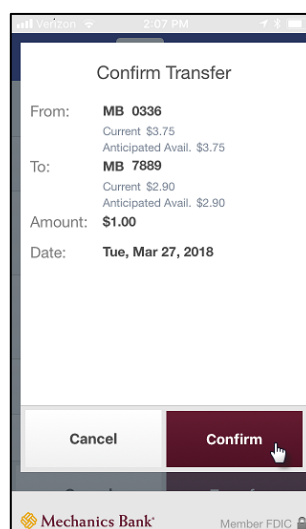 Verizon 2:07 PM
Confirm Transfer
From: MB 0336
Current $3.75
Anticipated Avail. $3.75
To: MB 7889
Current $2.90
Anticipated Avail. $2.90
Amount: $1.00
Date: Tue, Mar 27, 2018
Cancel Confirm
Mechanics Bank Member FDIC